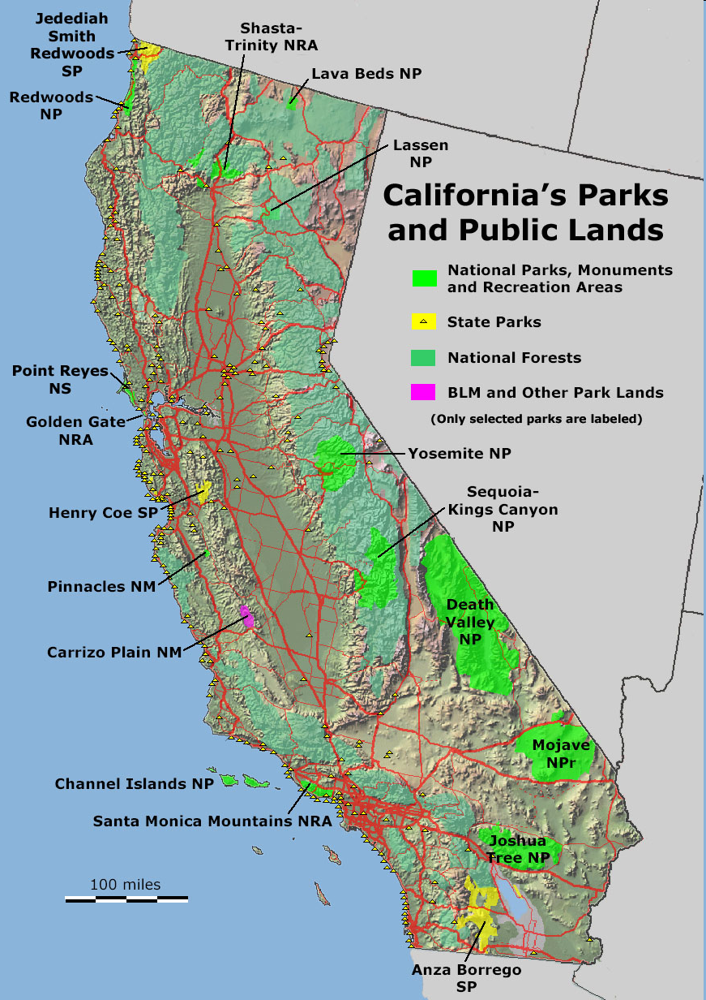 Jedediah
Smith
Redwoods
SP
Shasta-
Trinity NRA
Lava Beds NP
Redwoods
NP
Lassen
NP
California's Parks
and Public Lands
National Parks, Monuments
and Recreation Areas
State Parks
National Forests
BLM and Other Park Lands
(Only selected parks are labeled)
Point Reyes
NS
Golden Gate
NRA
Yosemite NP
Sequoia-
Kings Canyon
NP
Henry Coe SP
Pinnacles NM
Death
Valley
NP
Carrizo Plain NM
Mojave
NPr
Channel Islands NP
Santa Monica Mountains NRA
Joshua
Tree NP
100 miles
Anza Borrego
SP